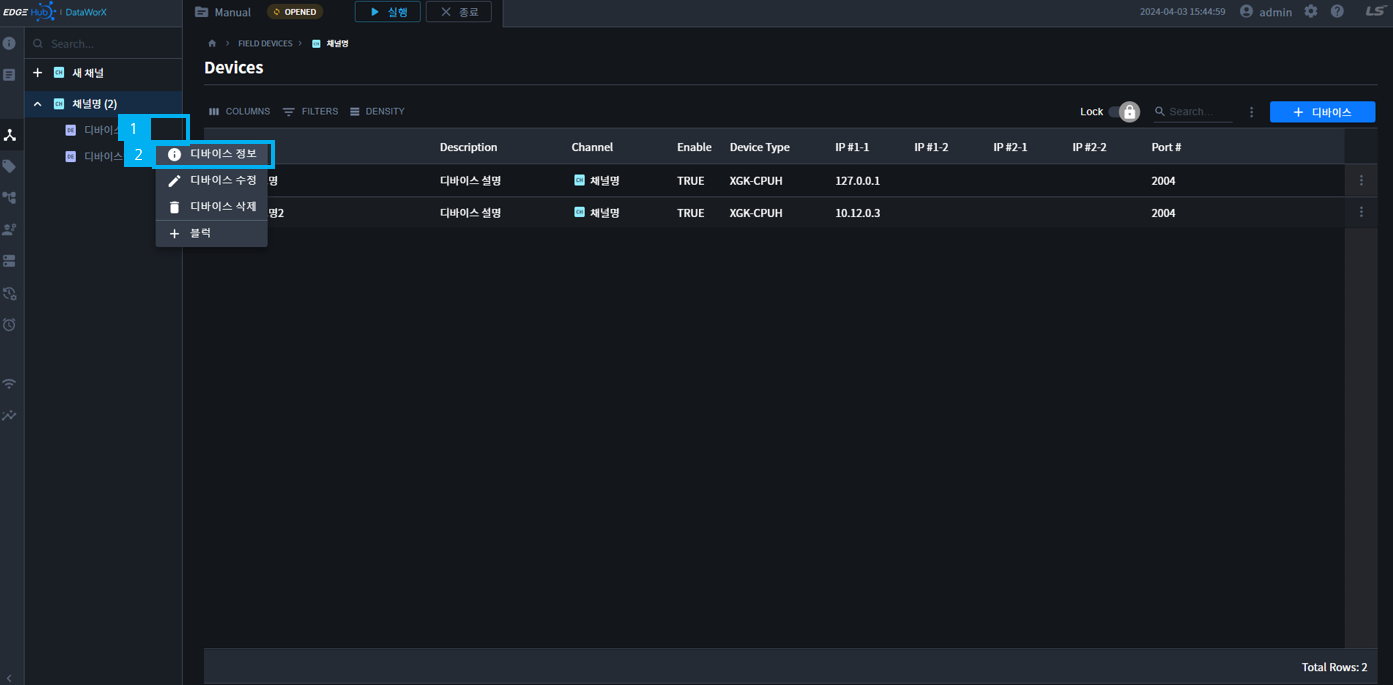 EDGE Hub | DataWorX
Manual
OPENED
실행
종료
2024-04-03 15:44:59
admin
LS
Search...
새 채널
채널명 (2)
디바이스
디바이스
1
2
디바이스 정보
디바이스 수정
디바이스 삭제
블럭
FIELD DEVICES
채널명
Devices
COLUMNS FILTERS DENSITY
Lock
Search...
디바이스
Description Channel Enable Device Type IP #1-1 IP #1-2 IP #2-1 IP #2-2 Port #
명 디바이스 설명 CH 채널명 TRUE XGK-CPUH 127.0.0.1 2004
명2 디바이스 설명 CH 채널명 TRUE XGK-CPUH 10.12.0.3 2004
Total Rows: 2